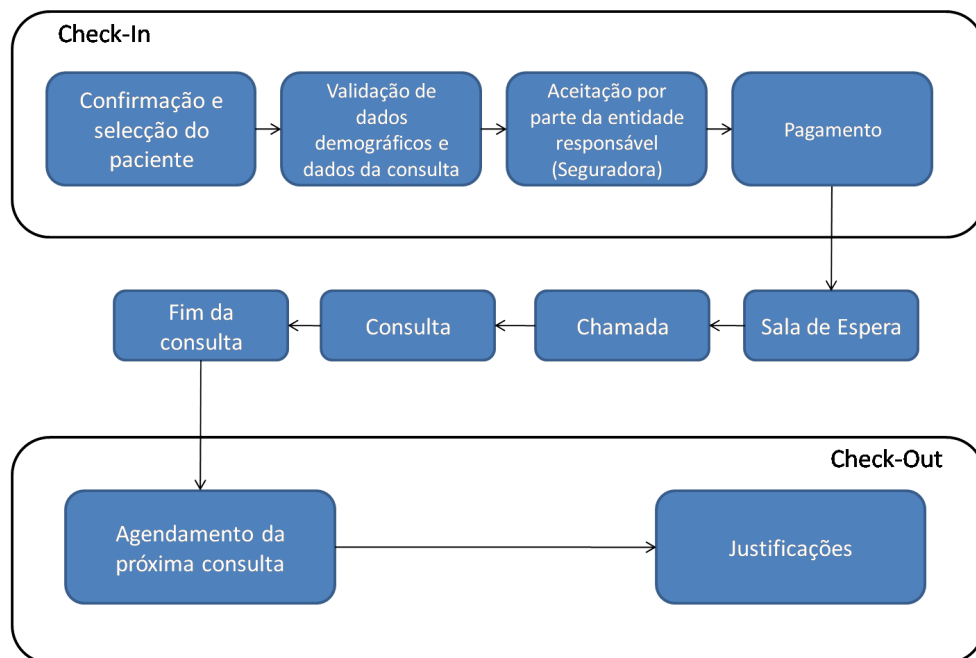 Check-In
Confirmação e
selecção do
paciente
Validação de
dados
demográficos e
dados da consulta
Aceitação por
parte da entidade
responsável
(Seguradora)
Pagamento
Fim da
consulta
Consulta
Chamada
Sala de Espera
Check-Out
Agendamento da
próxima consulta
Justificações